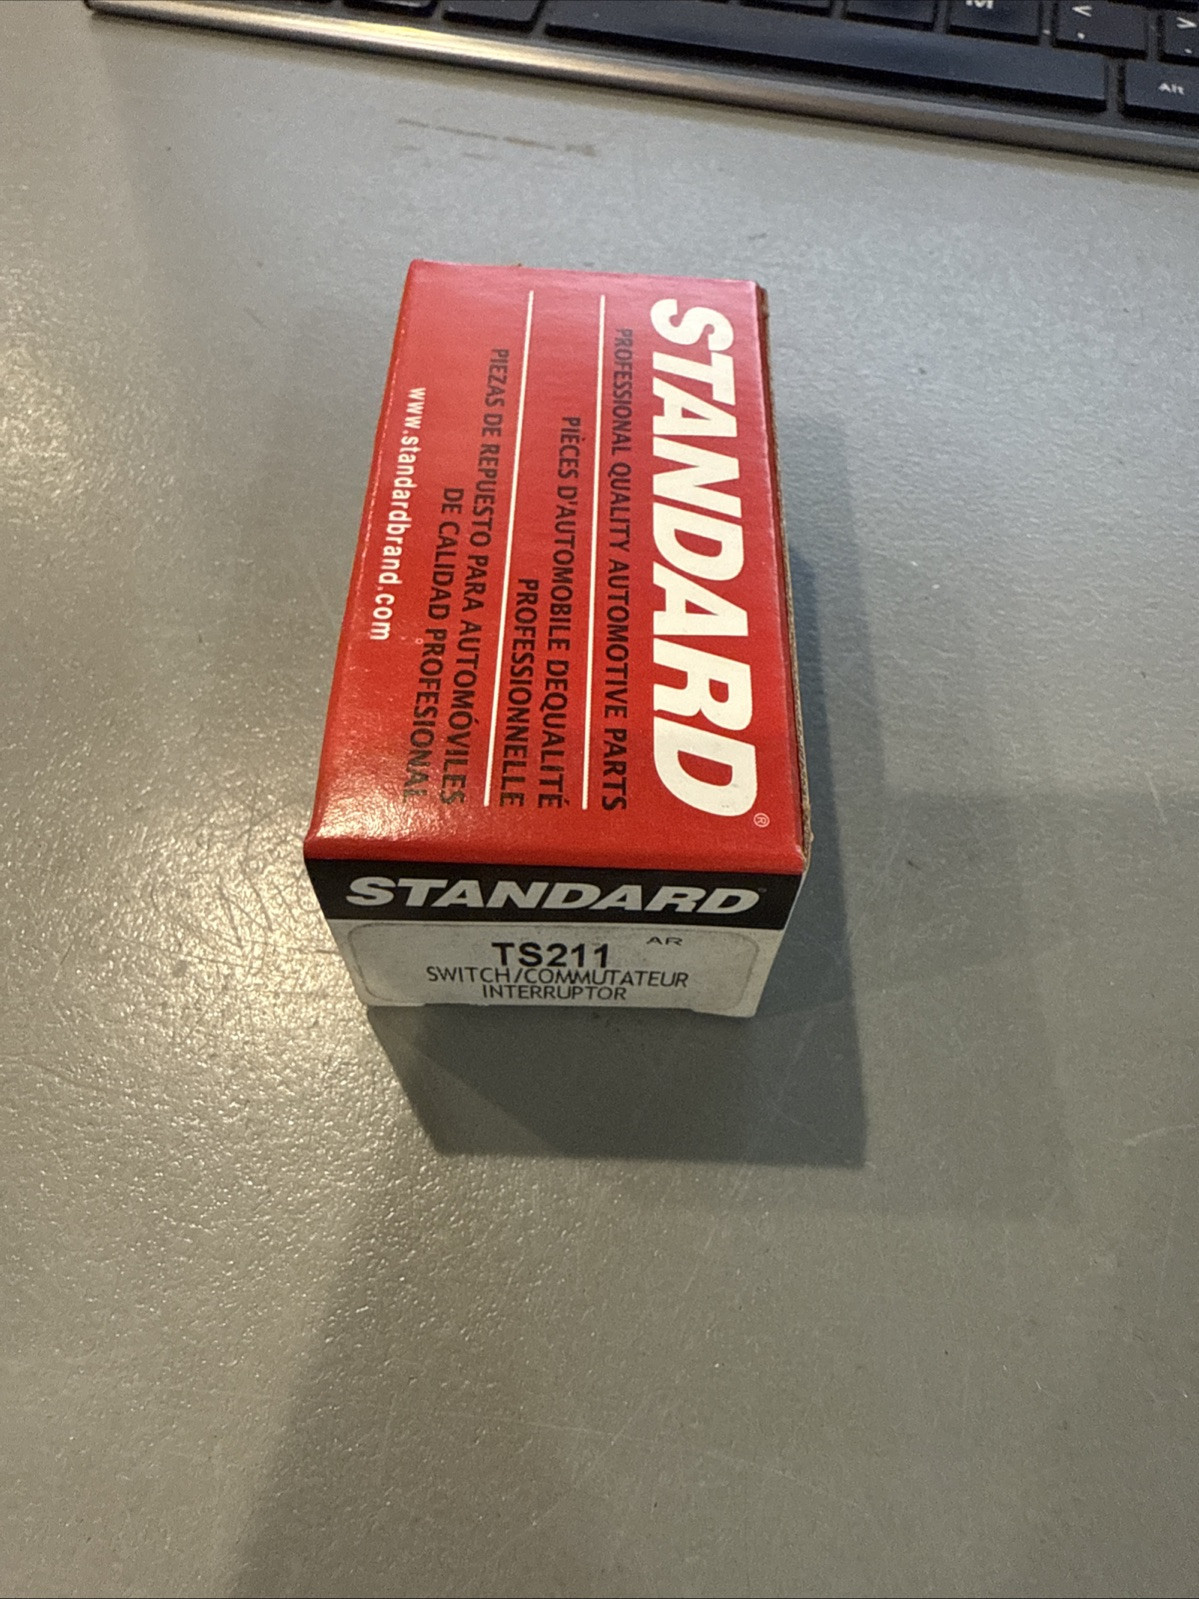 M
<
,
>
.
Alt
STANDARD®
PROFESSIONAL QUALITY AUTOMOTIVE PARTS
PIÈCES D'AUTOMOBILE DEQUALITÉ
PROFESSIONNELLE
PIEZAS DE REPUESTO PARA AUTOMÓVILES
DE CALIDAD PROFESIONAL
www.standardbrand.com
STANDARD
AR
TS211
SWITCH/COMMUTATEUR
INTERRUPTOR